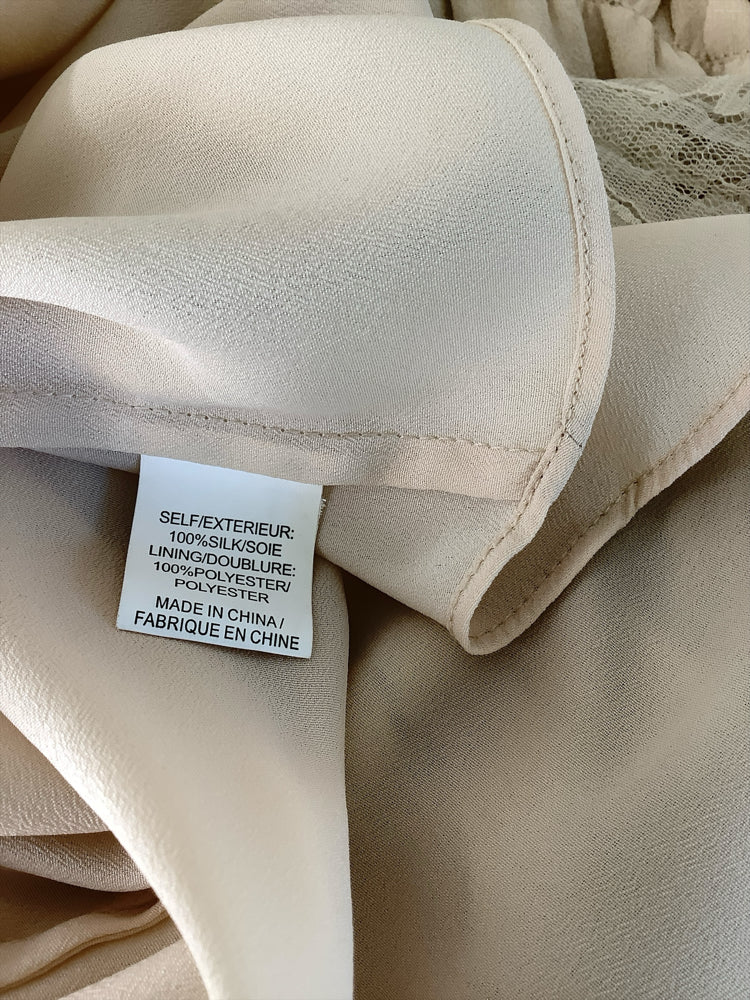 SELF/EXTERIEUR:
100%SILK/SOIE
LINING/DOUBLURE:
100%POLYESTER/
POLYESTER
MADE IN CHINA/
FABRIQUE EN CHINE